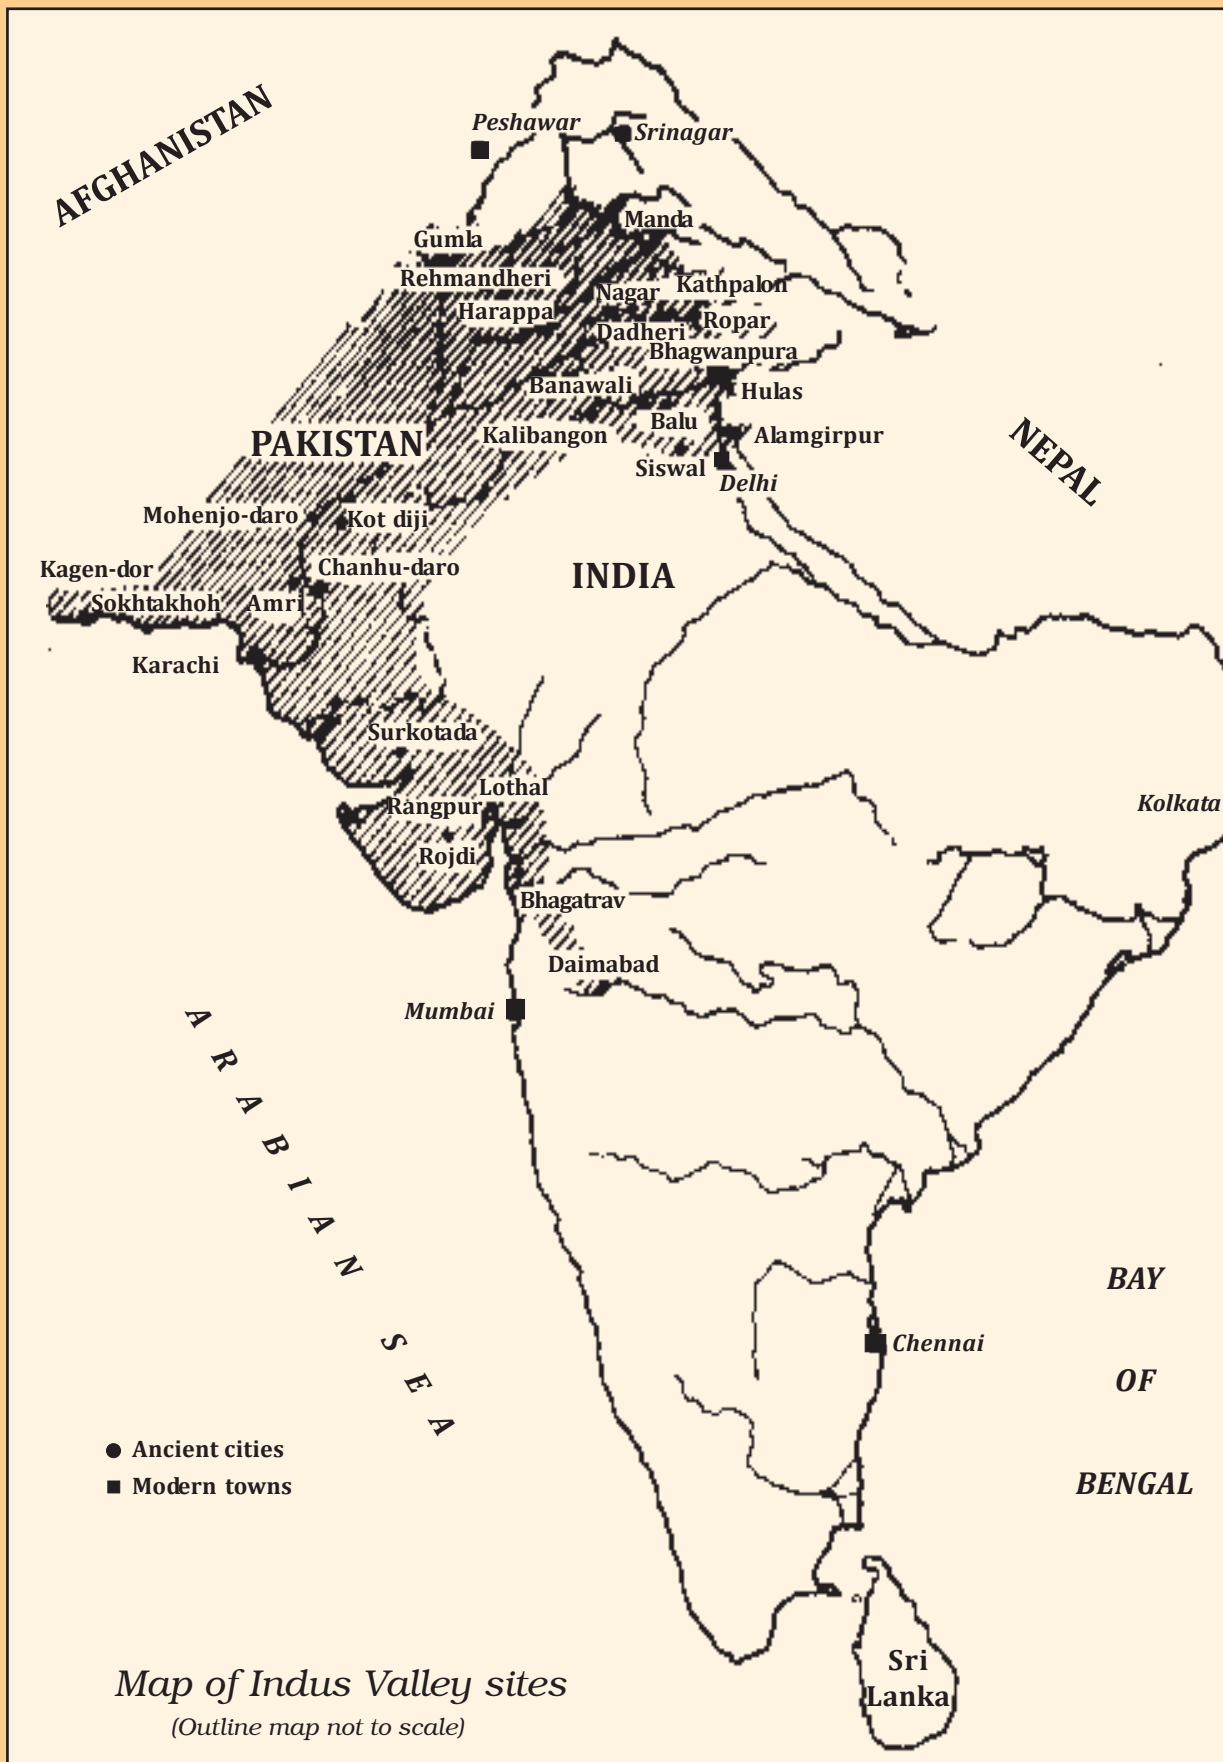 AFGHANISTAN
Peshawar
Srinagar
Manda
Gumla
Rehmandheri
Kathpalon
Nagar
Harappa
Ropar
Dadheri
Bhagwanpura
Banawali
Hulas
Balu
Kalibangon
Alamgirpur
PAKISTAN
NEPAL
Siswal
Delhi
Mohenjo-daro
Kot diji
Kagen-dor
Chanhu-daro
INDIA
Sokhtakhoh
Amri
Karachi
Surkotada
Lothal
Rangpur
Kolkata
Rojdi
Bhagatrav
Daimabad
Mumbai
ARABIAN SEA
BAY
OF
BENGAL
Chennai
Ancient cities
Modern towns
Sri
Lanka
Map of Indus Valley sites
(Outline map not to scale)